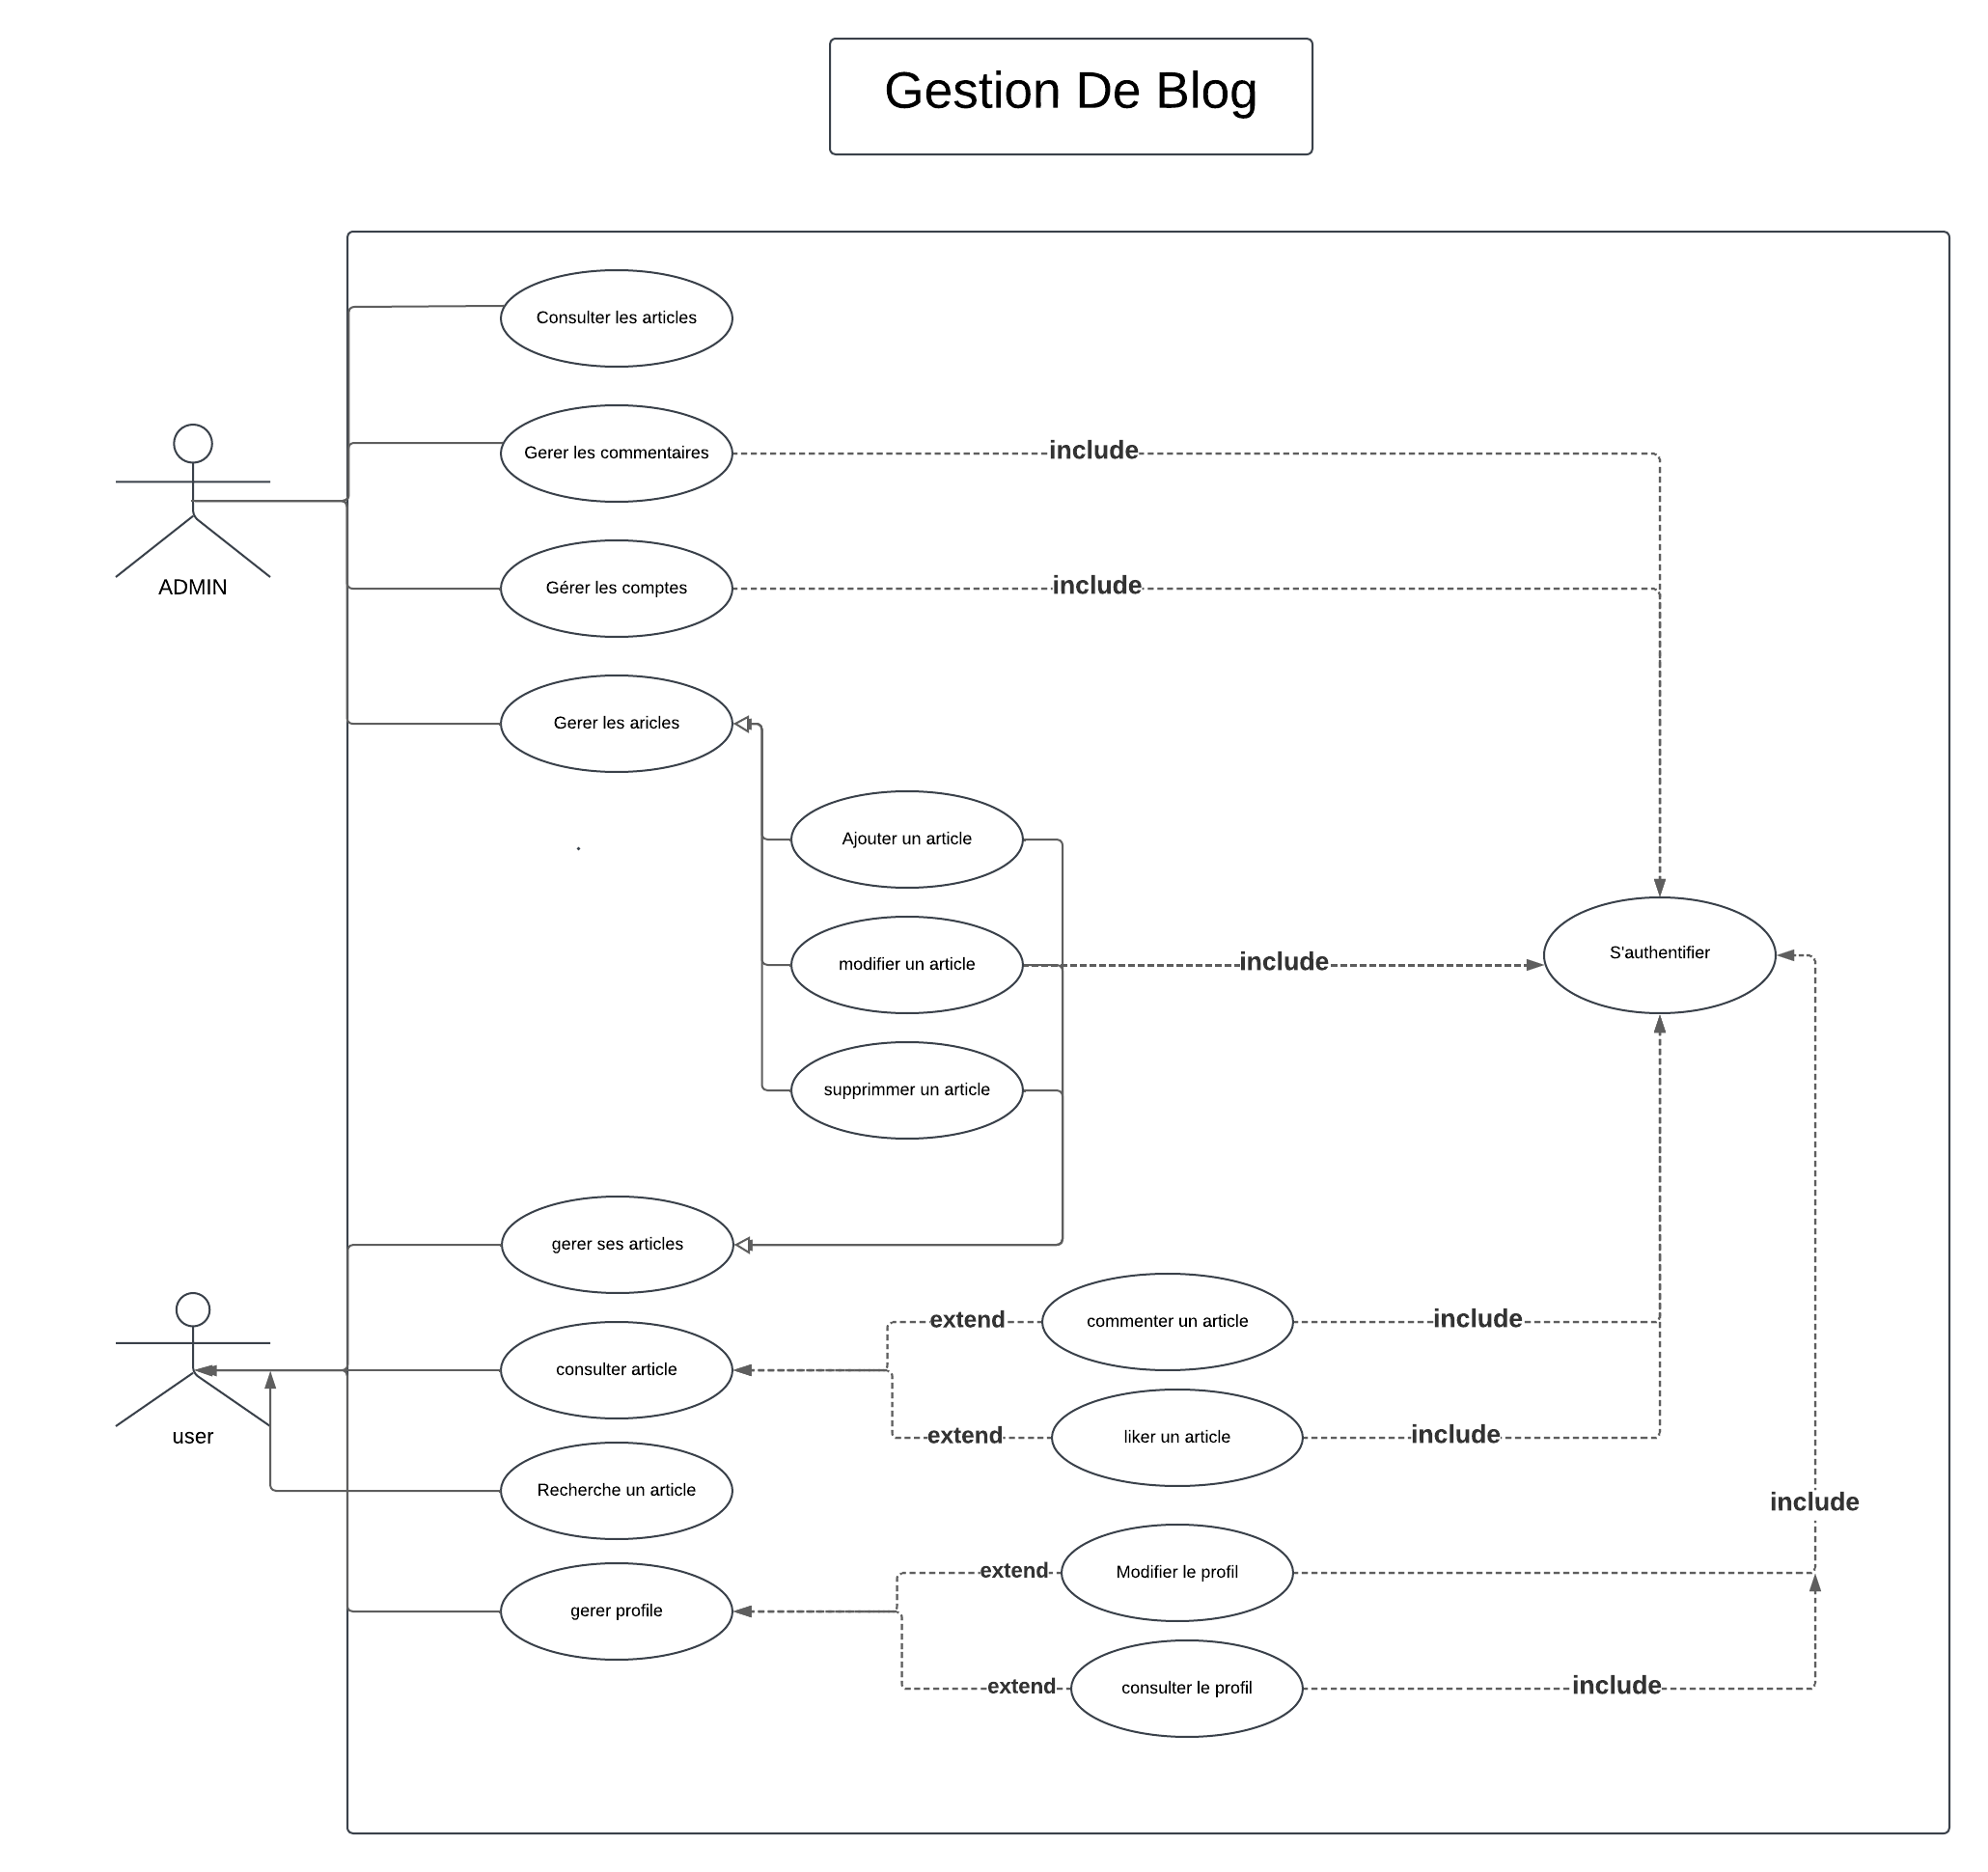 Gestion De Blog
Consulter les articles
Gerer les commentaires
include
ADMIN
Gérer les comptes
include
Gerer les aricles
Ajouter un article
modifier un article
include
S'authentifier
supprimmer un article
gerer ses articles
extend
commenter un article
include
consulter article
user
extend
liker un article
include
Recherche un article
include
extend
Modifier le profil
gerer profile
extend
consulter le profil
include